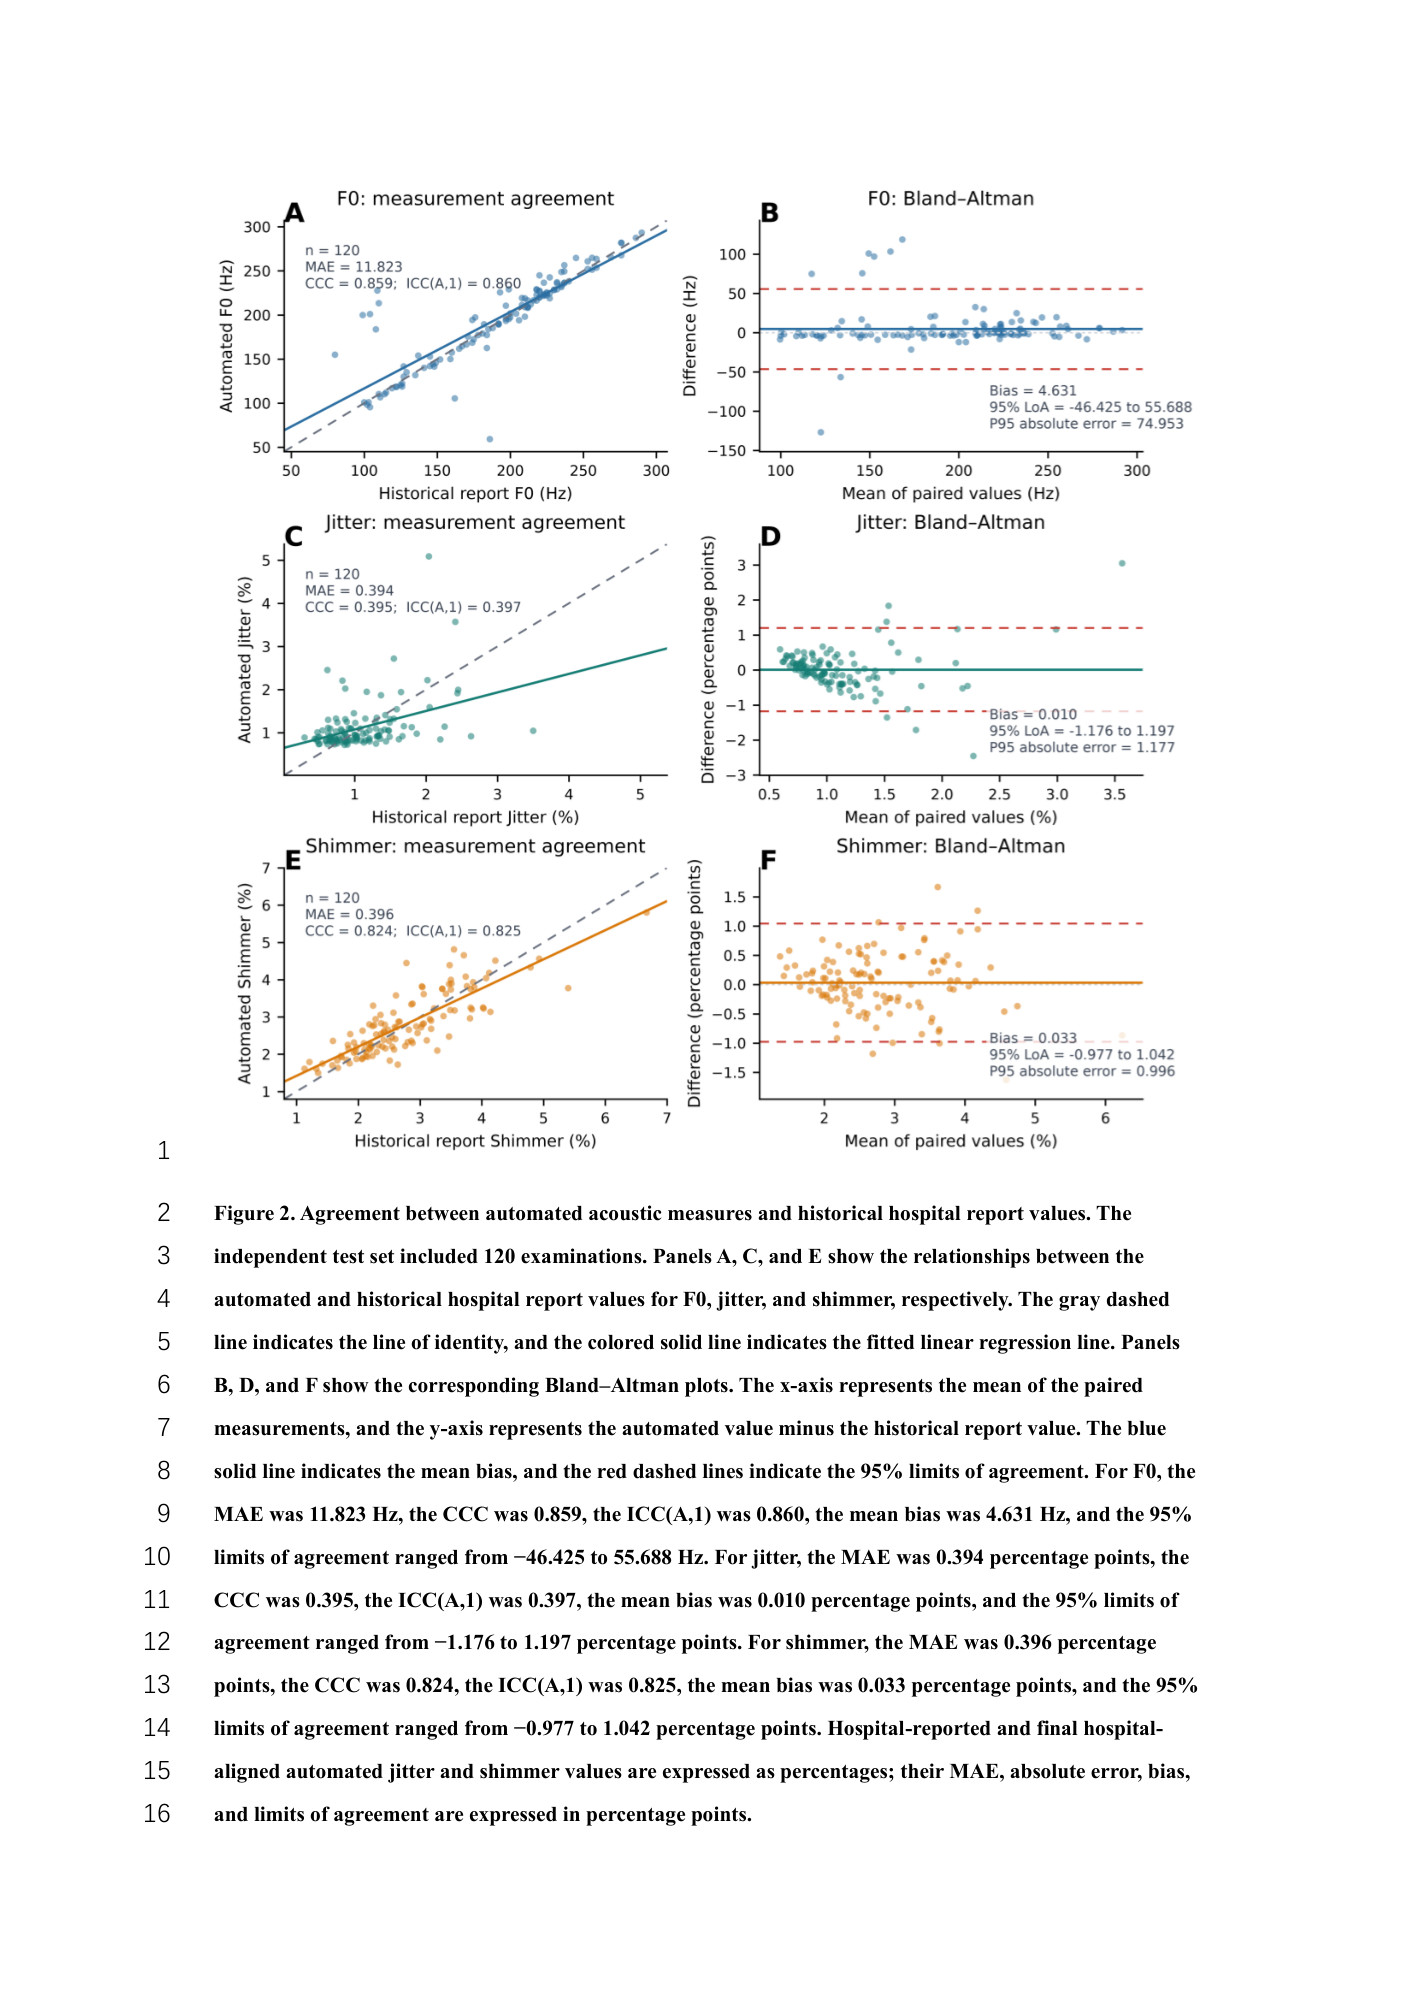 A
F0: measurement agreement
n = 120
MAE = 11.823
CCC = 0.859; ICC(A,1) = 0.860
Automated F0 (Hz)
300
250
200
150
100
50
50 100 150 200 250 300
Historical report F0 (Hz)
B
F0: Bland–Altman
Difference (Hz)
100
50
0
−50
−100
−150
Bias = 4.631
95% LoA = -46.425 to 55.688
P95 absolute error = 74.953
100 150 200 250 300
Mean of paired values (Hz)
C
Jitter: measurement agreement
n = 120
MAE = 0.394
CCC = 0.395; ICC(A,1) = 0.397
Automated Jitter (%)
5
4
3
2
1
1 2 3 4 5
Historical report Jitter (%)
D
Jitter: Bland–Altman
Difference (percentage points)
3
2
1
0
−1
−2
−3
Bias = 0.010
95% LoA = -1.176 to 1.197
P95 absolute error = 1.177
0.5 1.0 1.5 2.0 2.5 3.0 3.5
Mean of paired values (%)
E
Shimmer: measurement agreement
n = 120
MAE = 0.396
CCC = 0.824; ICC(A,1) = 0.825
Automated Shimmer (%)
7
6
5
4
3
2
1
1 2 3 4 5 6 7
Historical report Shimmer (%)
F
Shimmer: Bland–Altman
Difference (percentage points)
1.5
1.0
0.5
0.0
−0.5
−1.0
−1.5
Bias = 0.033
95% LoA = -0.977 to 1.042
P95 absolute error = 0.996
2 3 4 5 6
Mean of paired values (%)
1
2 Figure 2. Agreement between automated acoustic measures and historical hospital report values. The
3 independent test set included 120 examinations. Panels A, C, and E show the relationships between the
4 automated and historical hospital report values for F0, jitter, and shimmer, respectively. The gray dashed
5 line indicates the line of identity, and the colored solid line indicates the fitted linear regression line. Panels
6 B, D, and F show the corresponding Bland–Altman plots. The x-axis represents the mean of the paired
7 measurements, and the y-axis represents the automated value minus the historical report value. The blue
8 solid line indicates the mean bias, and the red dashed lines indicate the 95% limits of agreement. For F0, the
9 MAE was 11.823 Hz, the CCC was 0.859, the ICC(A,1) was 0.860, the mean bias was 4.631 Hz, and the 95%
10 limits of agreement ranged from −46.425 to 55.688 Hz. For jitter, the MAE was 0.394 percentage points, the
11 CCC was 0.395, the ICC(A,1) was 0.397, the mean bias was 0.010 percentage points, and the 95% limits of
12 agreement ranged from −1.176 to 1.197 percentage points. For shimmer, the MAE was 0.396 percentage
13 points, the CCC was 0.824, the ICC(A,1) was 0.825, the mean bias was 0.033 percentage points, and the 95%
14 limits of agreement ranged from −0.977 to 1.042 percentage points. Hospital-reported and final hospital-
15 aligned automated jitter and shimmer values are expressed as percentages; their MAE, absolute error, bias,
16 and limits of agreement are expressed in percentage points.